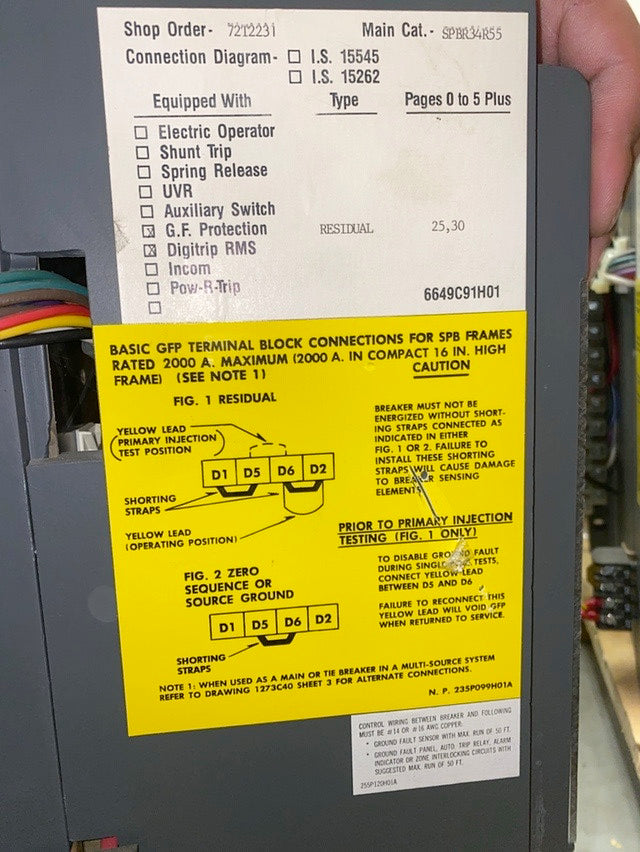 Shop Order- 72T2231 Main Cat.- SPBR34R55
Connection Diagram- ☐ I.S. 15545
☐ I.S. 15262
Equipped With Type Pages 0 to 5 Plus
☐ Electric Operator
☐ Shunt Trip
☐ Spring Release
☐ UVR
☐ Auxiliary Switch
☒ G.F. Protection RESIDUAL 25,30
☒ Digitrip RMS
☐ Incom
☐ Pow-R-Trip
☐
6649C91H01
BASIC GFP TERMINAL BLOCK CONNECTIONS FOR SPB FRAMES
RATED 2000 A. MAXIMUM (2000 A. IN COMPACT 16 IN. HIGH
FRAME) (SEE NOTE 1)
CAUTION
FIG. 1 RESIDUAL
YELLOW LEAD
(PRIMARY INJECTION
TEST POSITION)
D1 D5 D6 D2
SHORTING
STRAPS
YELLOW LEAD
(OPERATING POSITION)
BREAKER MUST NOT BE
ENERGIZED WITHOUT SHORT-
ING STRAPS CONNECTED AS
INDICATED IN EITHER
FIG. 1 OR 2. FAILURE TO
INSTALL THESE SHORTING
STRAPS WILL CAUSE DAMAGE
TO BREAKER SENSING
ELEMENTS
PRIOR TO PRIMARY INJECTION
TESTING (FIG. 1 ONLY)
TO DISABLE GROUND FAULT
DURING SINGLE TESTS,
CONNECT YELLOW LEAD
BETWEEN D5 AND D6
FAILURE TO RECONNECT THIS
YELLOW LEAD WILL VOID GFP
WHEN RETURNED TO SERVICE.
FIG. 2 ZERO
SEQUENCE OR
SOURCE GROUND
D1 D5 D6 D2
SHORTING
STRAPS
NOTE 1: WHEN USED AS A MAIN OR TIE BREAKER IN A MULTI-SOURCE SYSTEM
REFER TO DRAWING 1273C40 SHEET 3 FOR ALTERNATE CONNECTIONS.
N. P. 235P099H01A
CONTROL WIRING BETWEEN BREAKER AND FOLLOWING
MUST BE #14 OR #16 AWG COPPER.
* GROUND FAULT SENSOR WITH MAX. RUN OF 50 FT.
* GROUND FAULT PANEL, AUTO TRIP RELAY, ALARM
INDICATOR OR ZONE INTERLOCKING CIRCUITS WITH
SUGGESTED MAX. RUN OF 50 FT.
255P120H01A